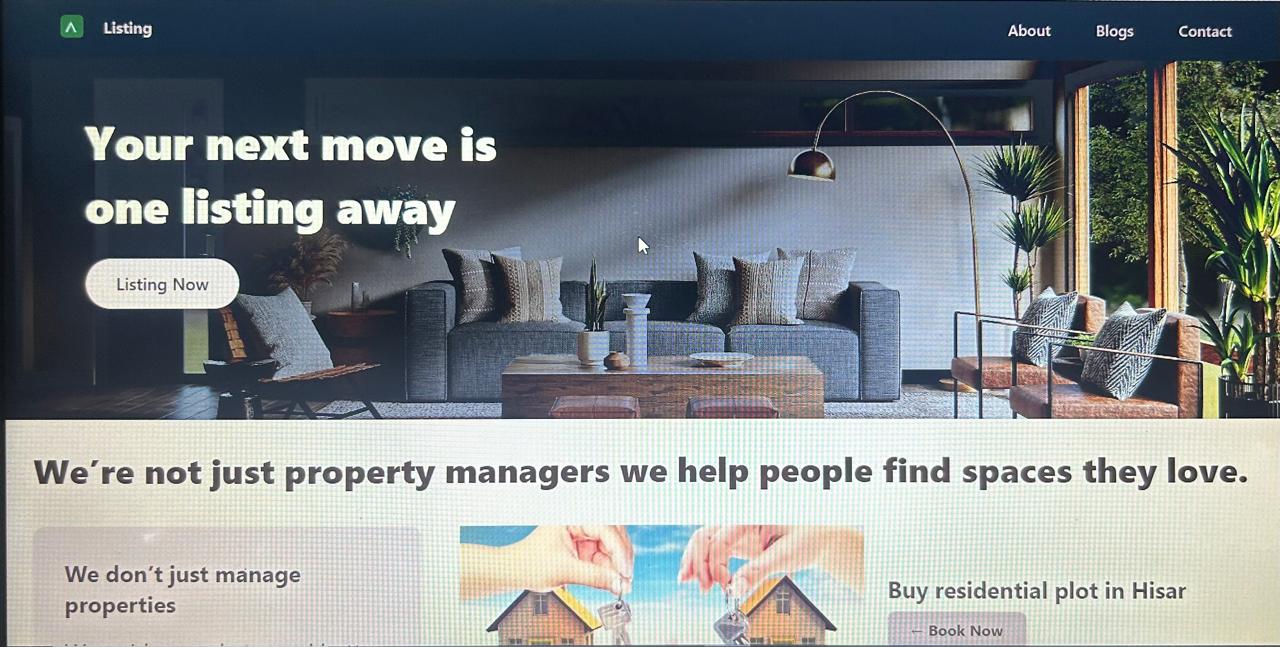 Listing
About Blogs Contact
Your next move is
one listing away
Listing Now
We’re not just property managers we help people find spaces they love.
We don’t just manage
properties
Buy residential plot in Hisar
← Book Now